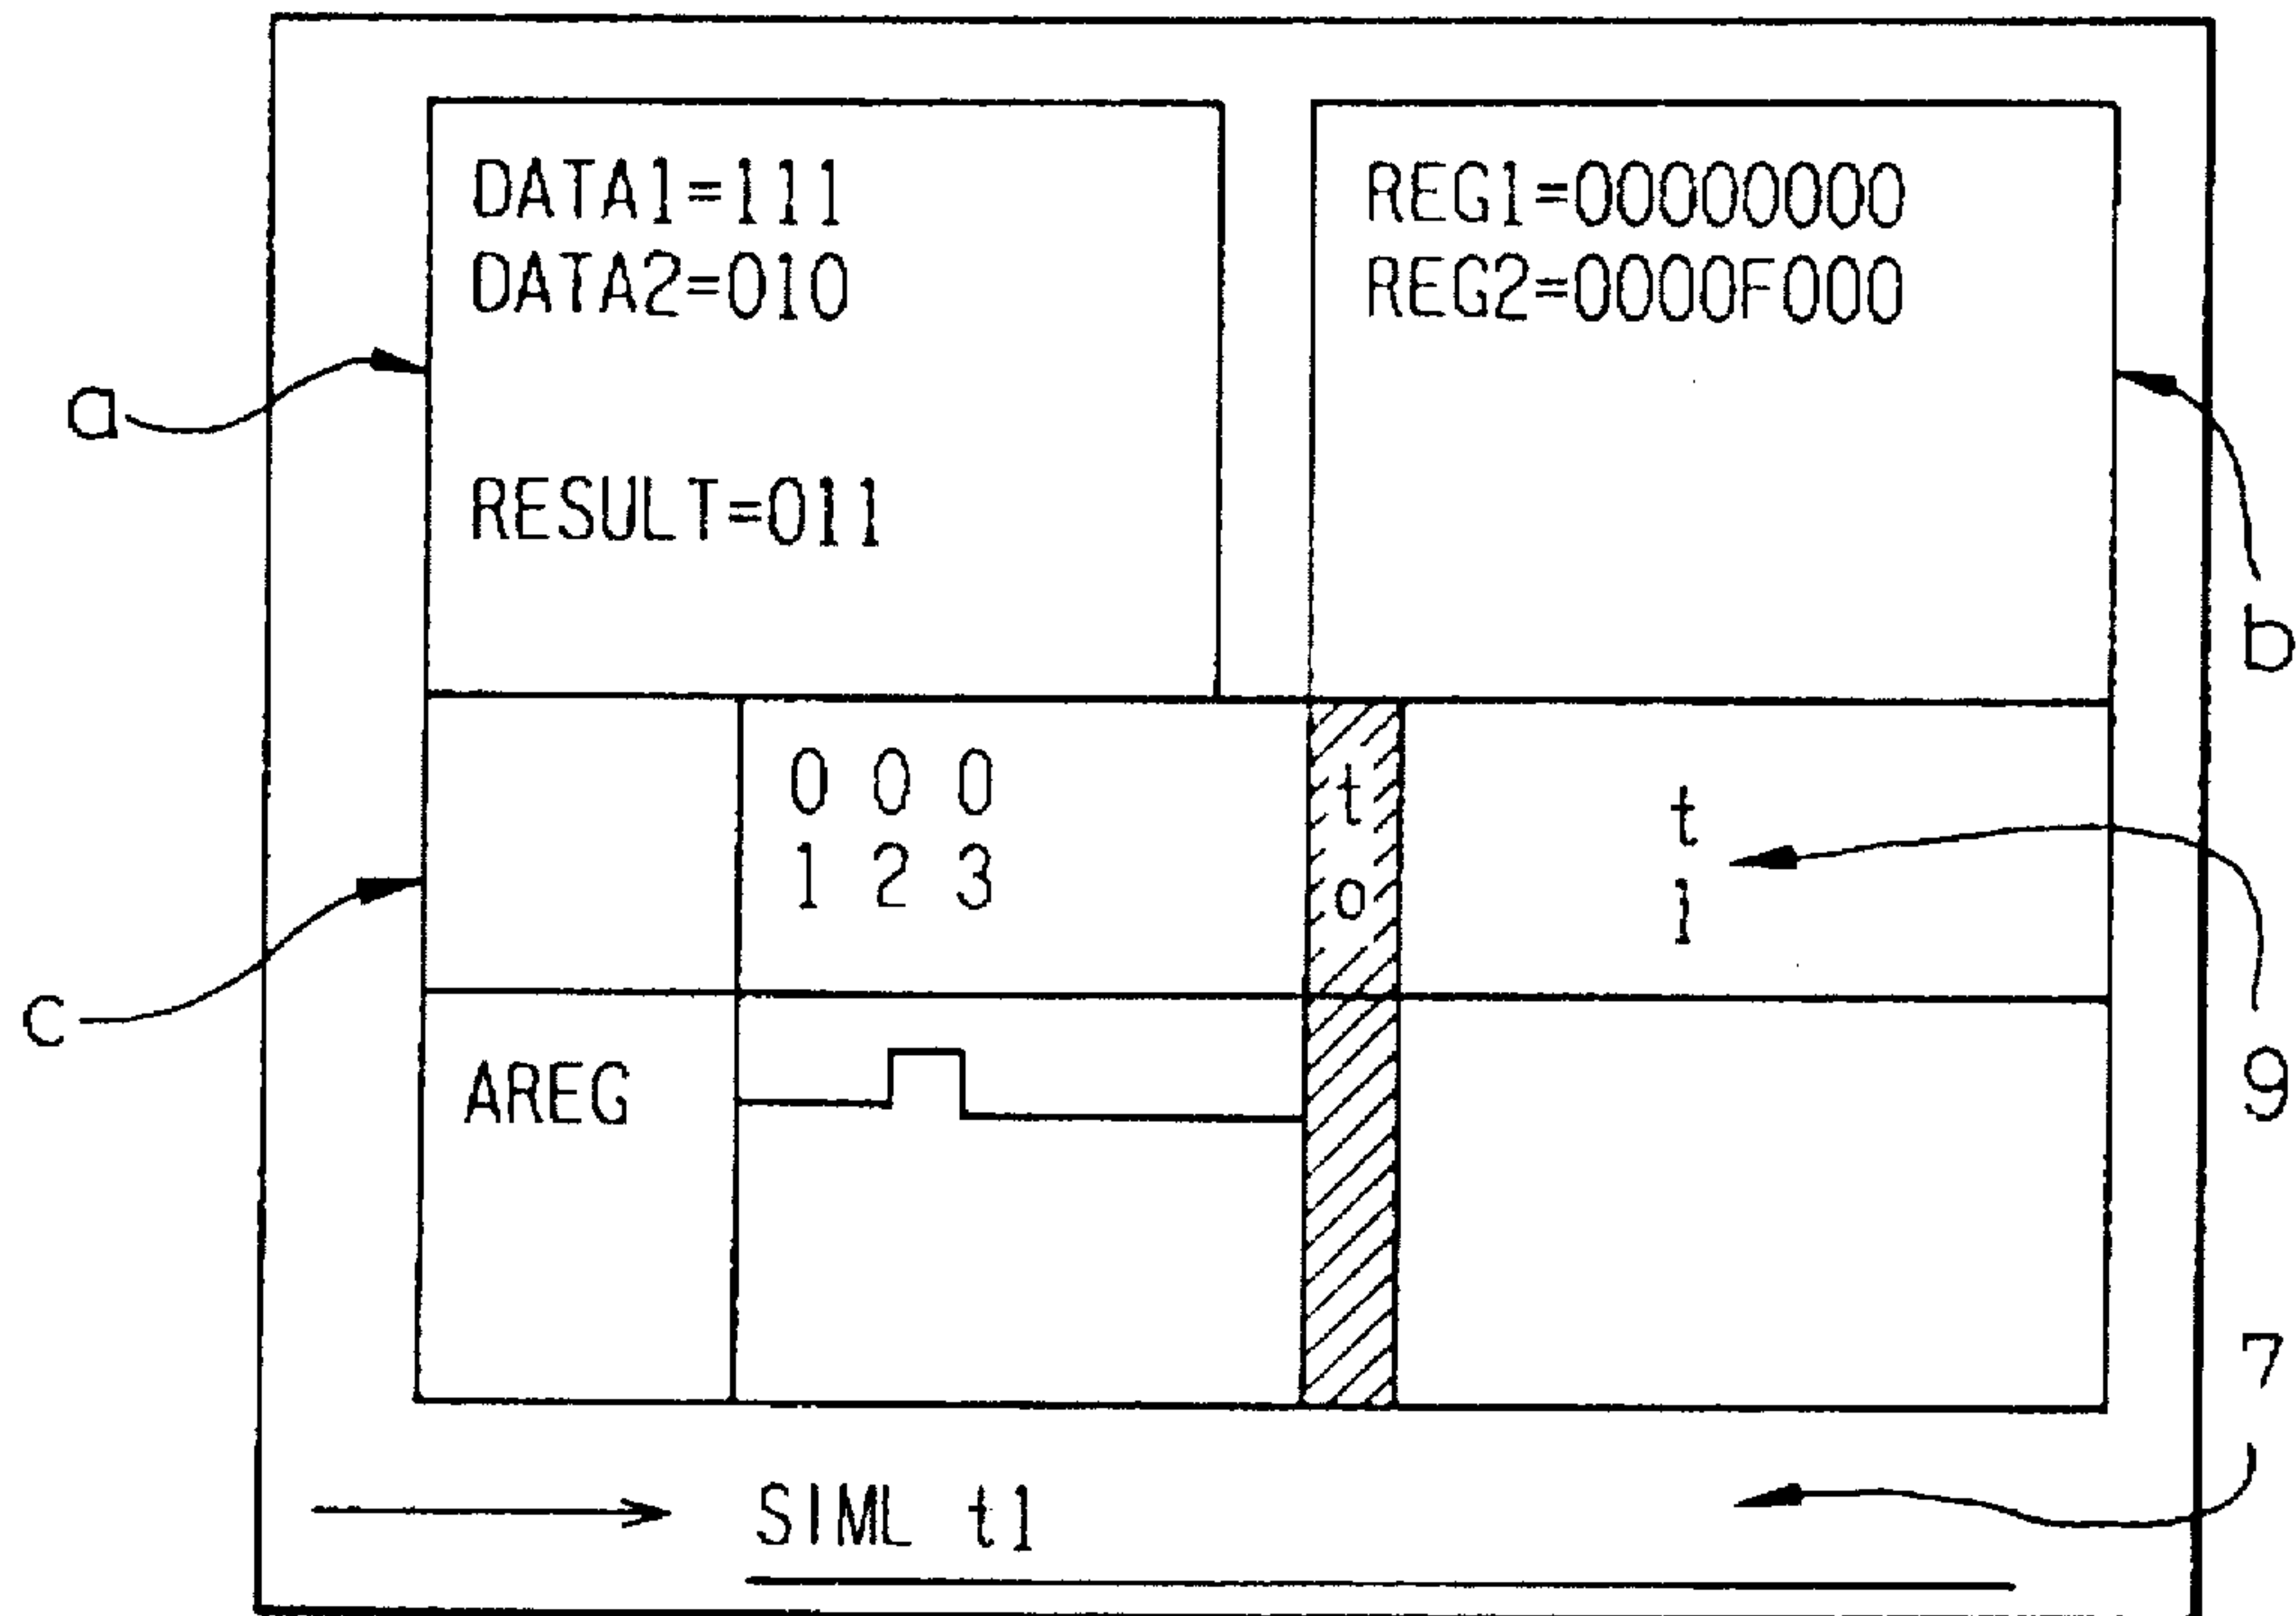 DATA1=111
DATA2=010
RESULT=011
REG1=00000000
REG2=0000F000
a
b
0 0 0
1 2 3
t
0
t
1
c
AREG
9
7
SIML t1